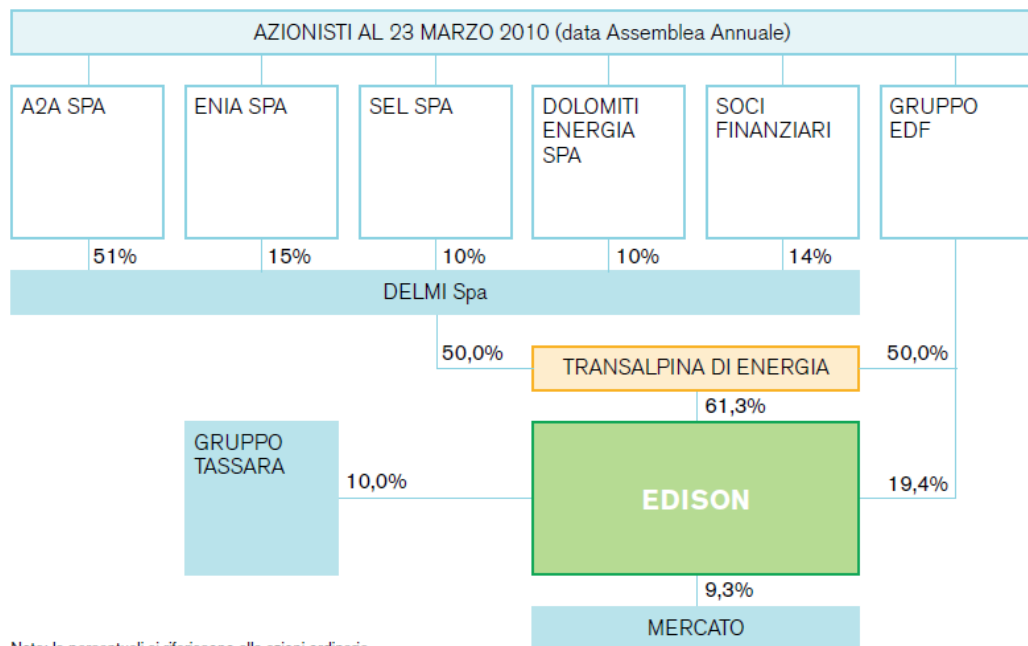 AZIONISTI AL 23 MARZO 2010 (data Assemblea Annuale)
A2A SPA
ENIA SPA
SEL SPA
DOLOMITI
ENERGIA
SPA
SOCI
FINANZIARI
GRUPPO
EDF
51%
15%
10%
10%
14%
DELMI Spa
50,0%
TRANSALPINA DI ENERGIA
50,0%
61,3%
GRUPPO
TASSARA
10,0%
EDISON
19,4%
9,3%
MERCATO